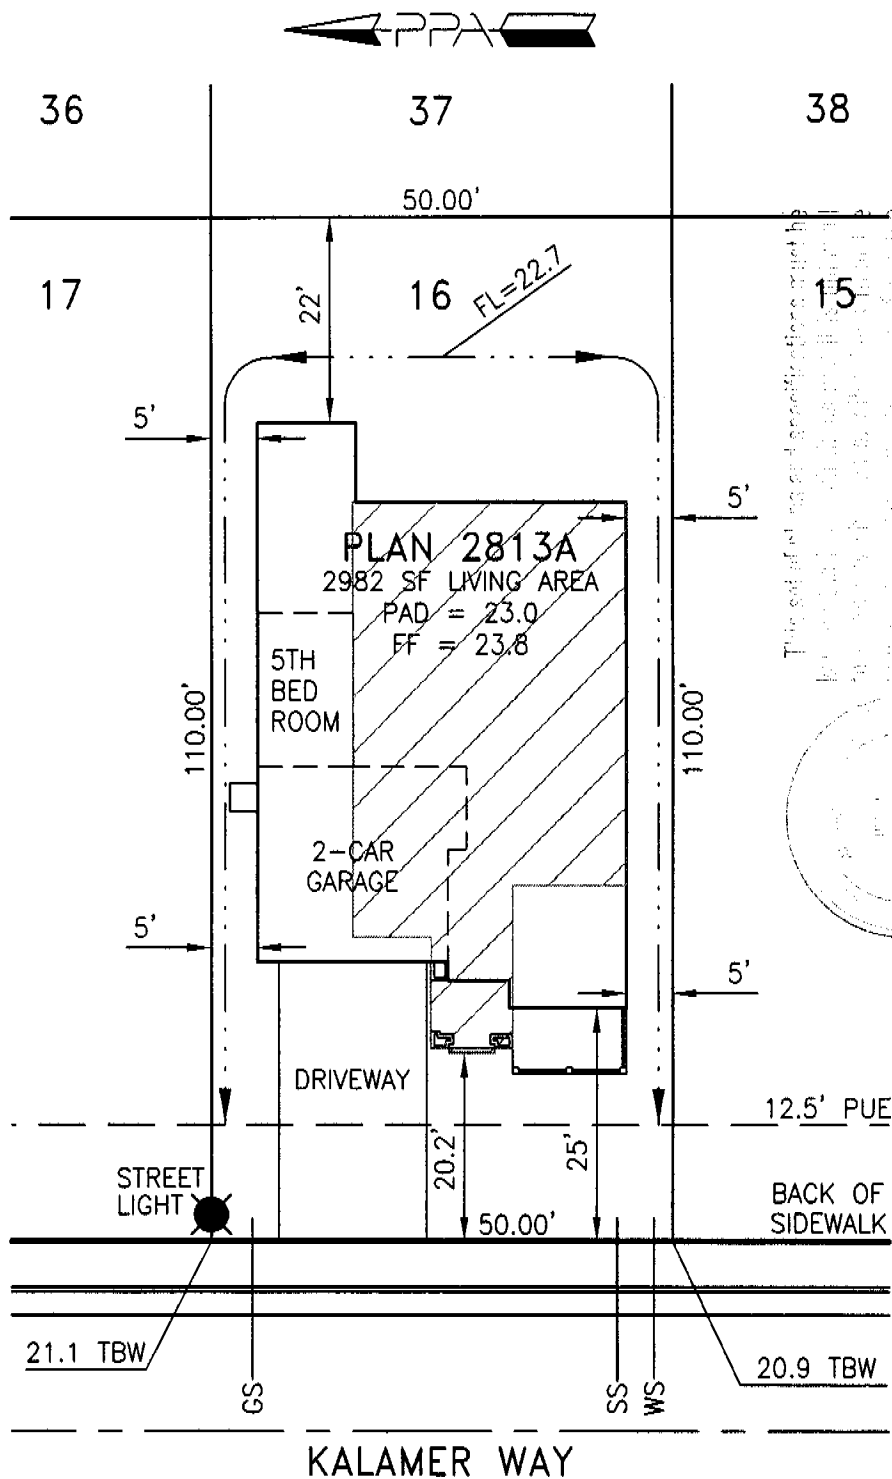 PPA
36
37
38
50.00'
17
16
15
22'
FL=22.7
5'
5'
PLAN 2813A
2982 SF LIVING AREA
PAD = 23.0
FF = 23.8
5TH
BED
ROOM
110.00'
110.00'
2-CAR
GARAGE
5'
5'
DRIVEWAY
12.5' PUE
20.2'
25'
STREET
LIGHT
50.00'
BACK OF
SIDEWALK
21.1 TBW
20.9 TBW
GS
SS
WS
KALAMER WAY